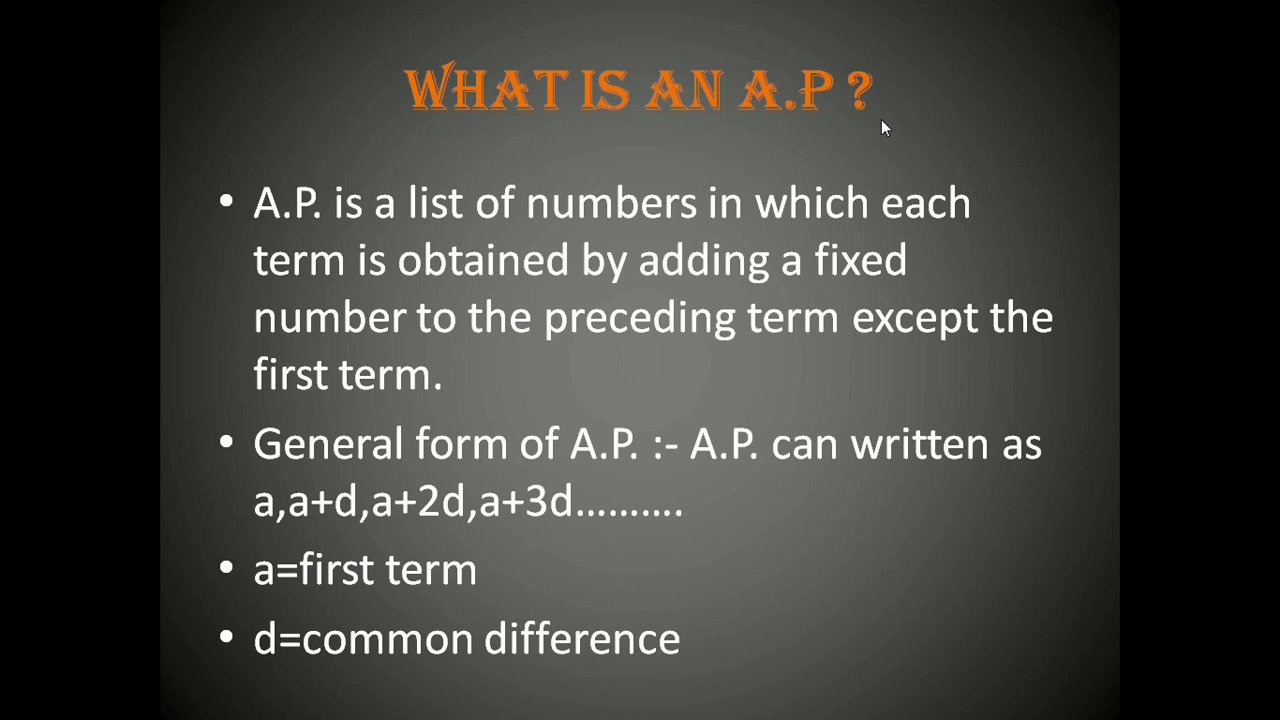 WHAT IS AN A.P ?
• A.P. is a list of numbers in which each
term is obtained by adding a fixed
number to the preceding term except the
first term.
• General form of A.P. :- A.P. can written as
a,a+d,a+2d,a+3d..........
• a=first term
• d=common difference